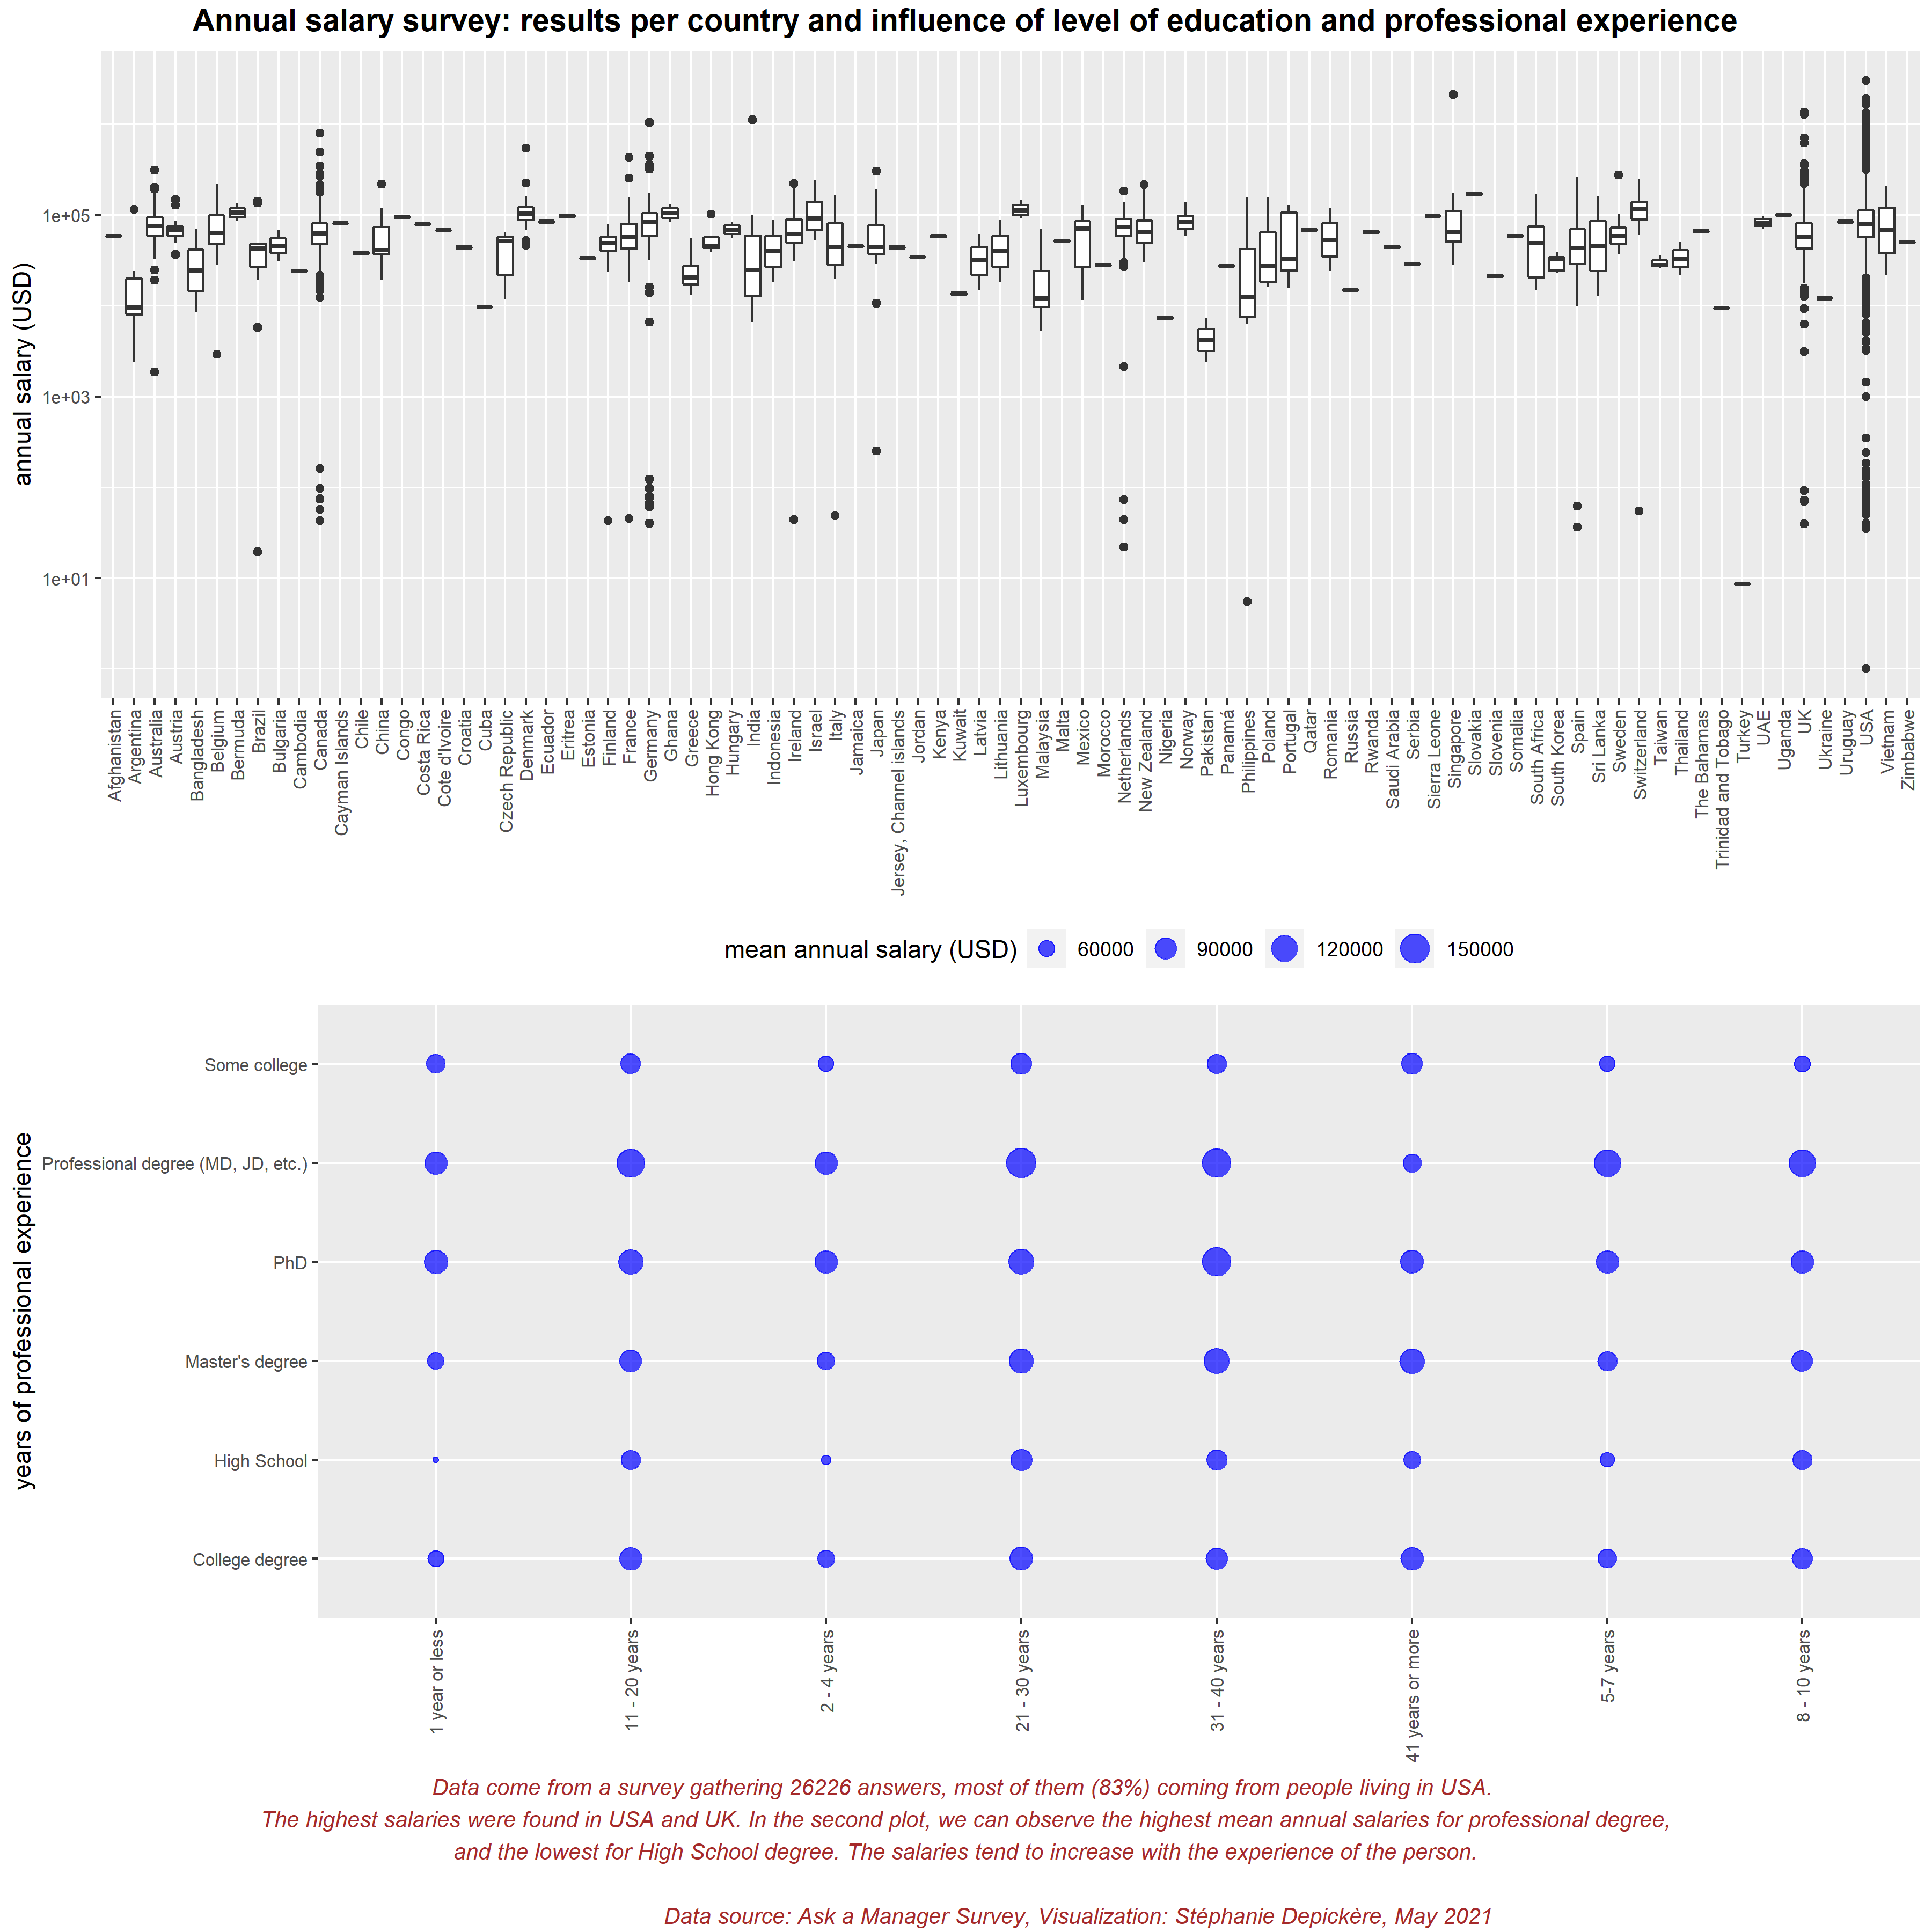 Annual salary survey: results per country and influence of level of education and professional experience
annual salary (USD)
1e+05
1e+03
1e+01
Afghanistan
Argentina
Australia
Austria
Bangladesh
Belgium
Bermuda
Brazil
Bulgaria
Cambodia
Canada
Cayman Islands
Chile
China
Congo
Costa Rica
Cote d'Ivoire
Croatia
Cuba
Czech Republic
Denmark
Ecuador
Eritrea
Estonia
Finland
France
Germany
Ghana
Greece
Hong Kong
Hungary
India
Indonesia
Ireland
Israel
Italy
Jamaica
Japan
Jersey, Channel islands
Jordan
Kenya
Kuwait
Latvia
Lithuania
Luxembourg
Malaysia
Malta
Mexico
Morocco
Netherlands
New Zealand
Nigeria
Norway
Pakistan
Panamá
Philippines
Poland
Portugal
Qatar
Romania
Russia
Rwanda
Saudi Arabia
Serbia
Sierra Leone
Singapore
Slovakia
Slovenia
Somalia
South Africa
South Korea
Spain
Sri Lanka
Sweden
Switzerland
Taiwan
Thailand
The Bahamas
Trinidad and Tobago
Turkey
UAE
Uganda
UK
Ukraine
Uruguay
USA
Vietnam
Zimbabwe
mean annual salary (USD) 60000 90000 120000 150000
years of professional experience
Some college
Professional degree (MD, JD, etc.)
PhD
Master's degree
High School
College degree
1 year or less
11 - 20 years
2 - 4 years
21 - 30 years
31 - 40 years
41 years or more
5-7 years
8 - 10 years
Data come from a survey gathering 26226 answers, most of them (83%) coming from people living in USA.
The highest salaries were found in USA and UK. In the second plot, we can observe the highest mean annual salaries for professional degree,
and the lowest for High School degree. The salaries tend to increase with the experience of the person.
Data source: Ask a Manager Survey, Visualization: Stéphanie Depickère, May 2021